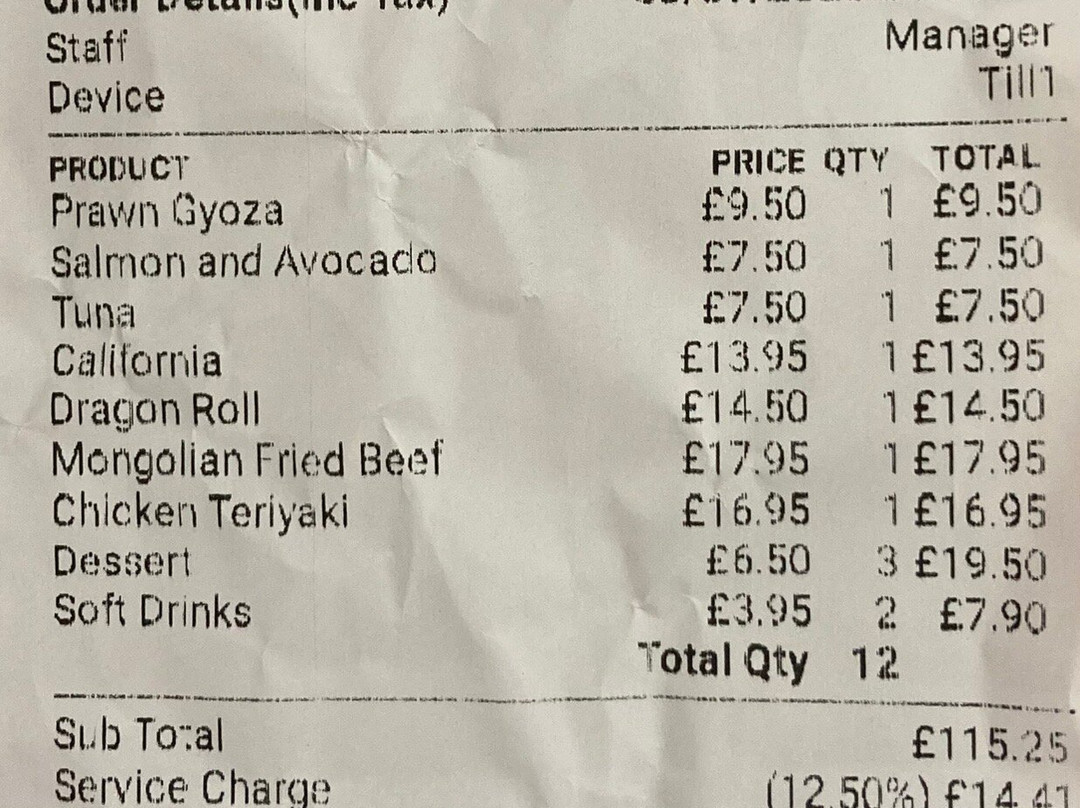 Order Details(inc Tax)
Staff Manager
Device Till1
PRODUCT PRICE QTY TOTAL
Prawn Gyoza £9.50 1 £9.50
Salmon and Avocado £7.50 1 £7.50
Tuna £7.50 1 £7.50
California £13.95 1 £13.95
Dragon Roll £14.50 1 £14.50
Mongolian Fried Beef £17.95 1 £17.95
Chicken Teriyaki £16.95 1 £16.95
Dessert £6.50 3 £19.50
Soft Drinks £3.95 2 £7.90
Total Qty 12
Sub Total £115.25
Service Charge (12.50%) £14.41